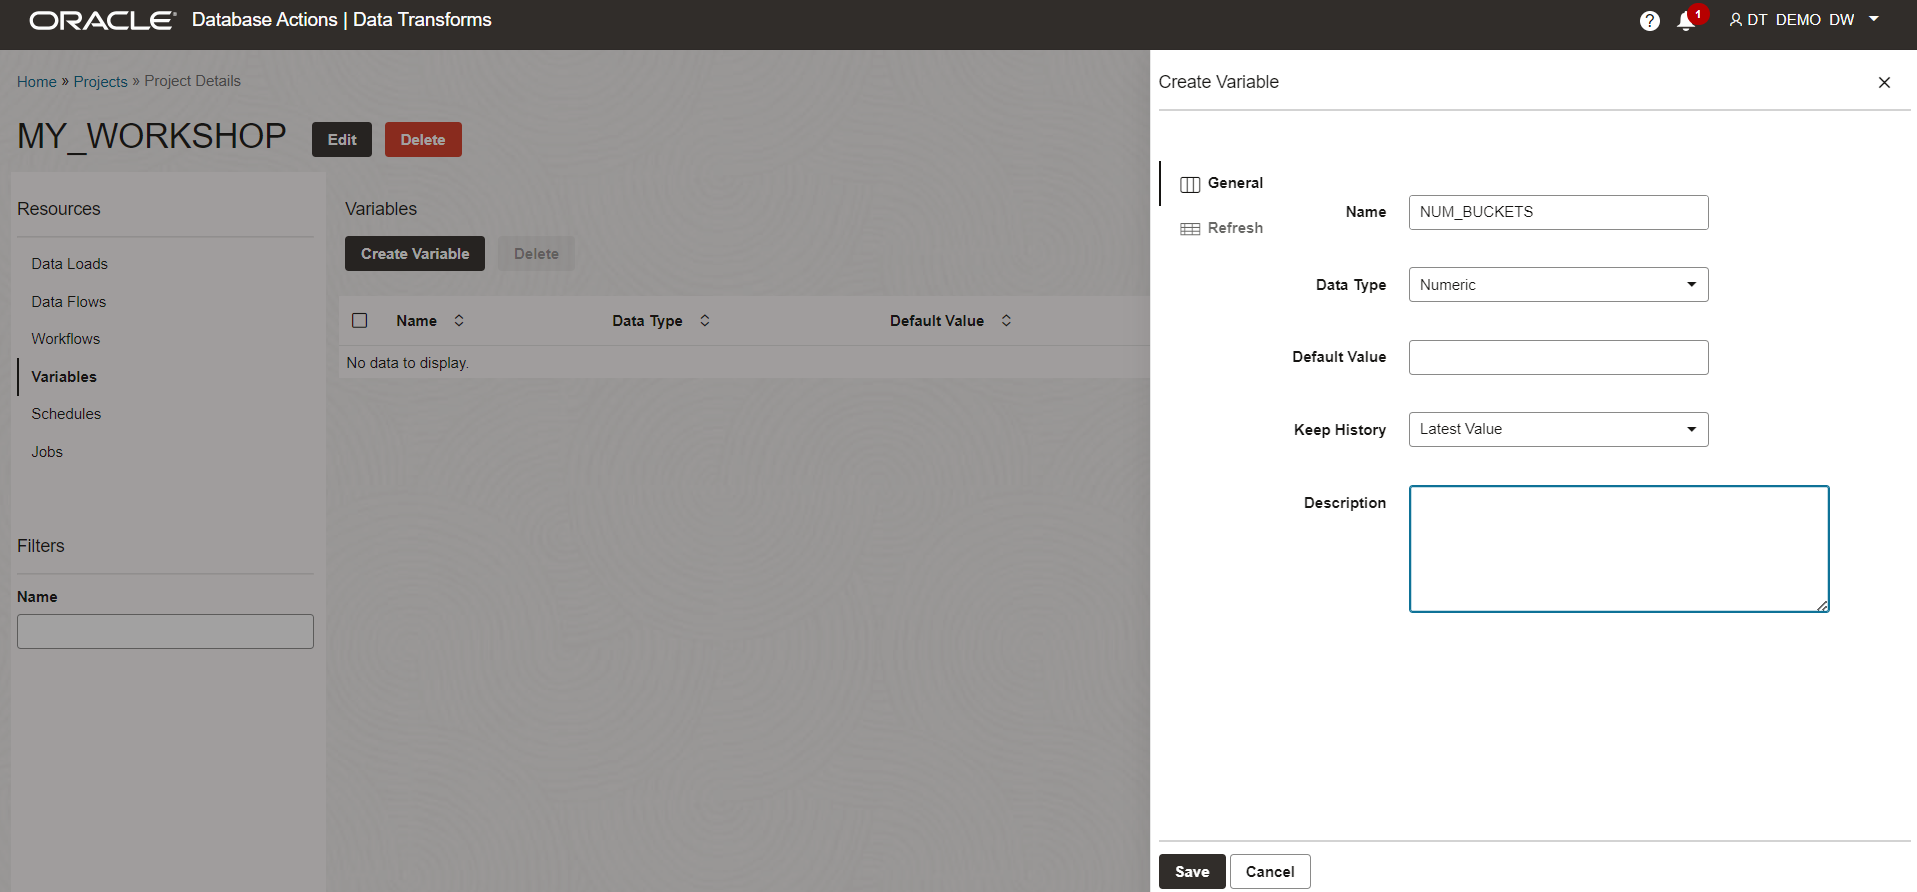 ORACLE Database Actions | Data Transforms
? 1 DT DEMO DW
Home » Projects » Project Details
MY_WORKSHOP Edit Delete
Resources
Data Loads
Data Flows
Workflows
Variables
Schedules
Jobs
Filters
Name
Variables
Create Variable Delete
Name Data Type Default Value
No data to display.
Create Variable
General
Refresh
Name NUM_BUCKETS
Data Type Numeric
Default Value
Keep History Latest Value
Description
Save Cancel